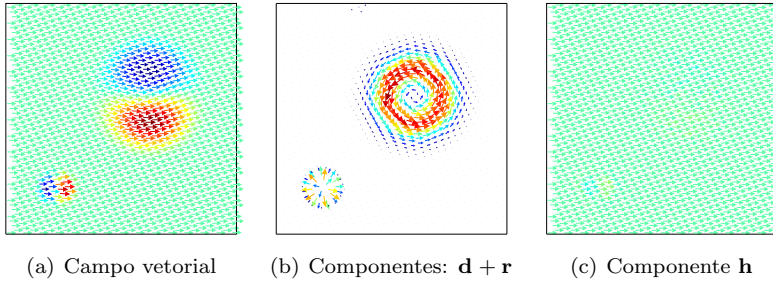 (a) Campo vetorial
(b) Componentes: d + r
(c) Componente h